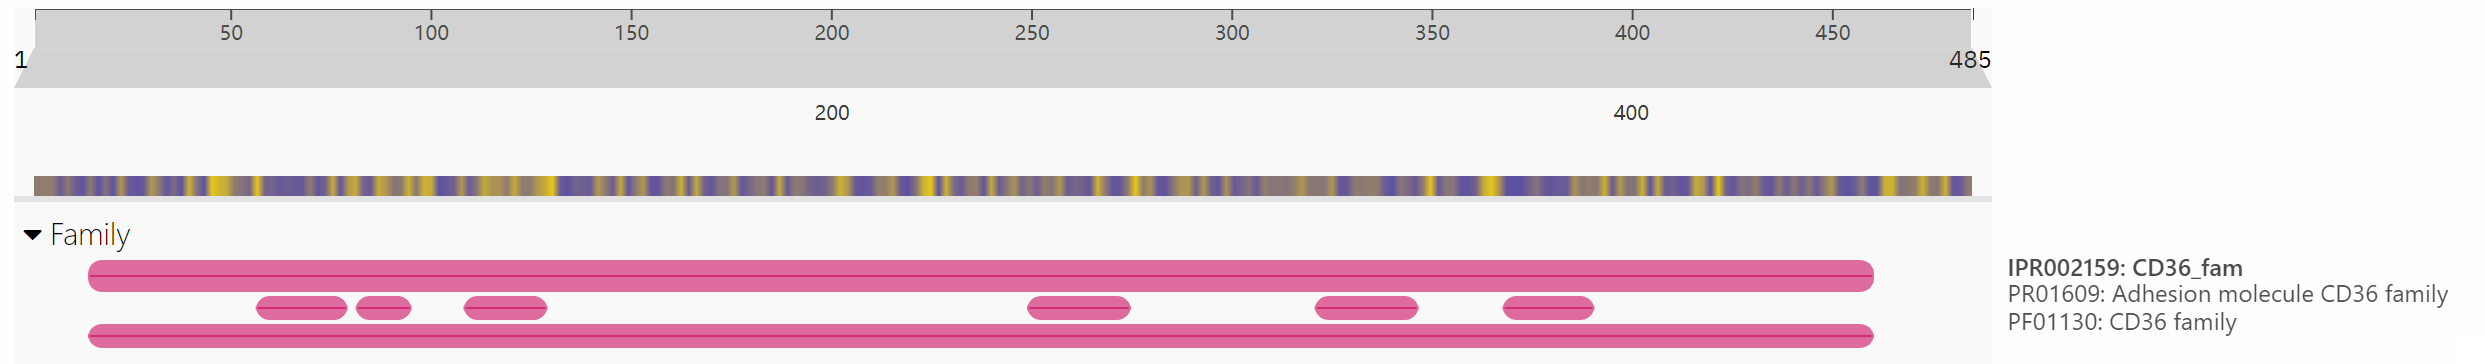 50 100 150 200 250 300 350 400 450
1 485
200 400
Family
IPR002159: CD36_fam
PR01609: Adhesion molecule CD36 family
PF01130: CD36 family